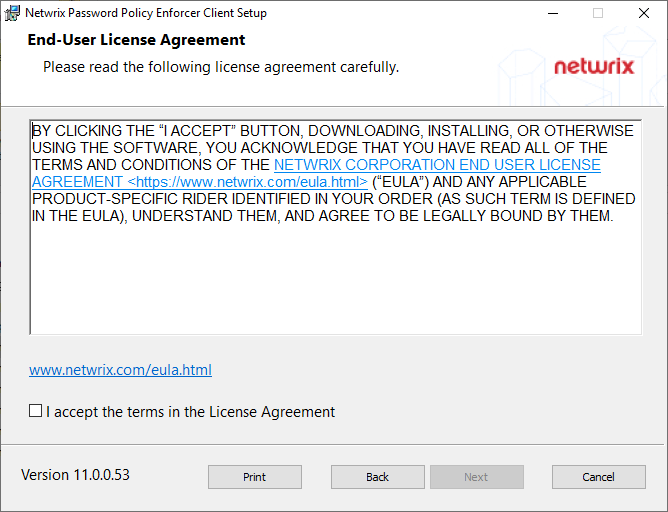 Netwrix Password Policy Enforcer Client Setup
End-User License Agreement
Please read the following license agreement carefully.
netwrix
BY CLICKING THE “I ACCEPT” BUTTON, DOWNLOADING, INSTALLING, OR OTHERWISE
USING THE SOFTWARE, YOU ACKNOWLEDGE THAT YOU HAVE READ ALL OF THE
TERMS AND CONDITIONS OF THE NETWRIX CORPORATION END USER LICENSE
AGREEMENT <https://www.netwrix.com/eula.html> (“EULA”) AND ANY APPLICABLE
PRODUCT-SPECIFIC RIDER IDENTIFIED IN YOUR ORDER (AS SUCH TERM IS DEFINED
IN THE EULA), UNDERSTAND THEM, AND AGREE TO BE LEGALLY BOUND BY THEM.
www.netwrix.com/eula.html
I accept the terms in the License Agreement
Version 11.0.0.53
Print
Back
Next
Cancel